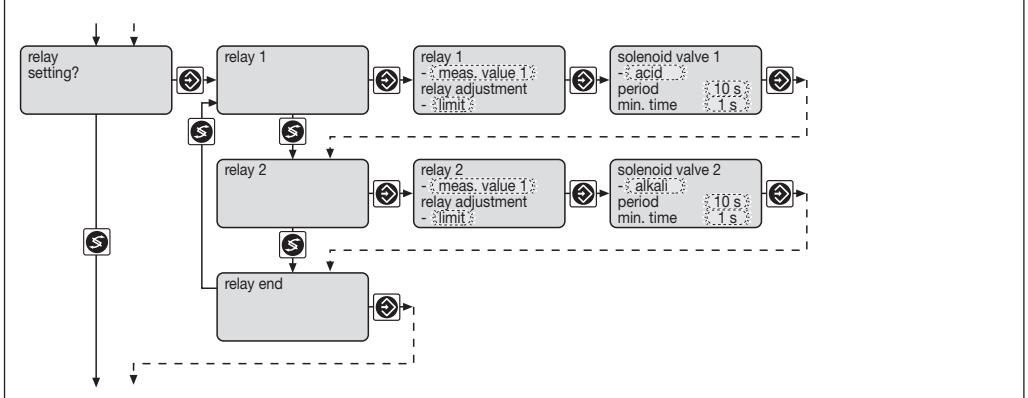 relay
setting?
relay 1
relay 1
- meas. value 1
relay adjustment
- limit
solenoid valve 1
- acid
period 10 s
min. time 1 s
relay 2
relay 2
- meas. value 1
relay adjustment
- limit
solenoid valve 2
- alkali
period 10 s
min. time 1 s
relay end